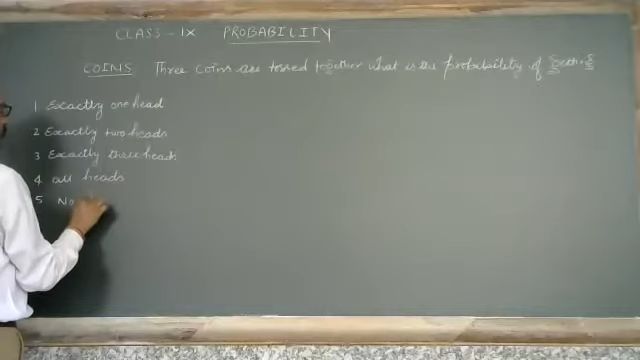 CLASS - IX PROBABILITY
COINS Three coins are tossed together what is the probability of getting
1 Exactly one head
2 Exactly two heads
3 Exactly three heads
4 all heads
5 No